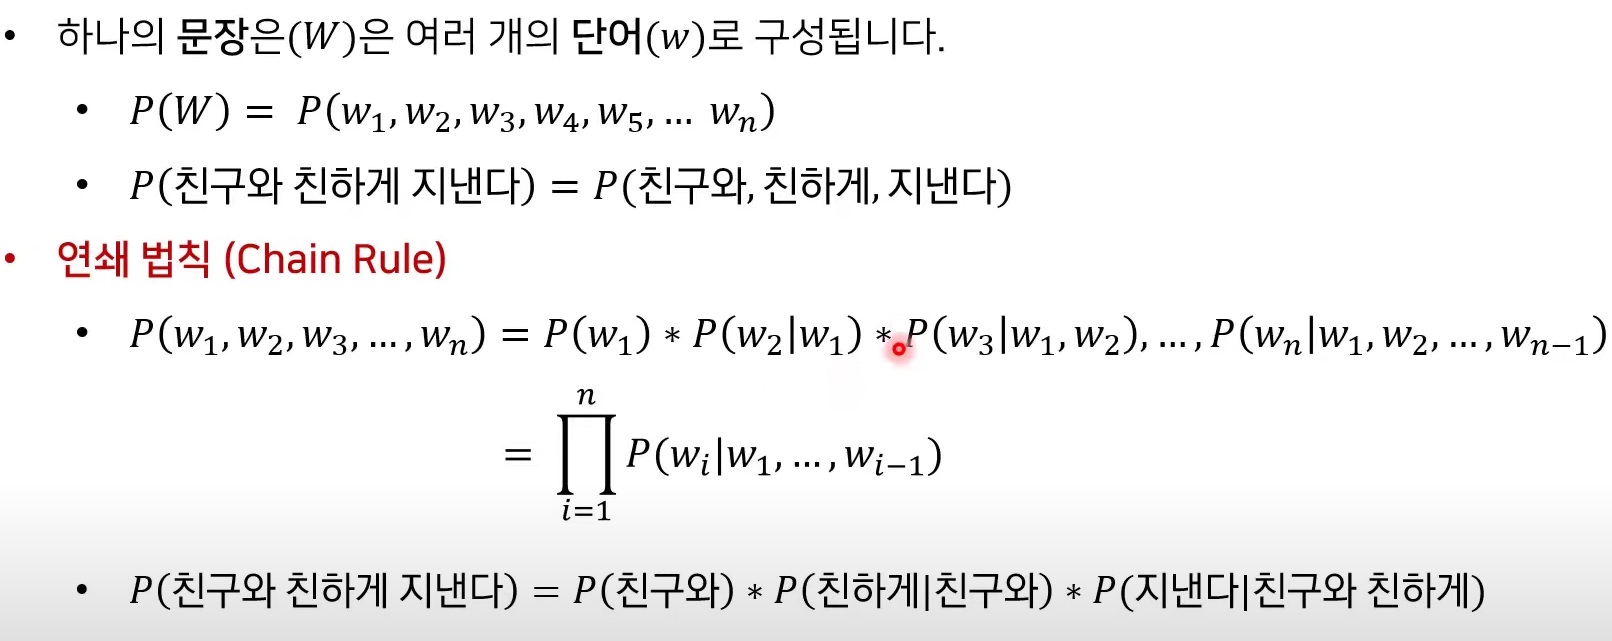 • 하나의 문장은(W)은 여러 개의 단어(w)로 구성됩니다.
• P(W) = P(w₁, w₂, w₃, w₄, w₅, … wₙ)
• P(친구와 친하게 지낸다) = P(친구와, 친하게, 지낸다)
• 연쇄 법칙 (Chain Rule)
• P(w₁, w₂, w₃, … , wₙ) = P(w₁) ∗ P(w₂|w₁) ∗ P(w₃|w₁, w₂), … , P(wₙ|w₁, w₂, … , wₙ₋₁)
= ∏ᵢ₌₁ⁿ P(wᵢ|w₁, … , wᵢ₋₁)
• P(친구와 친하게 지낸다) = P(친구와) ∗ P(친하게|친구와) ∗ P(지낸다|친구와 친하게)